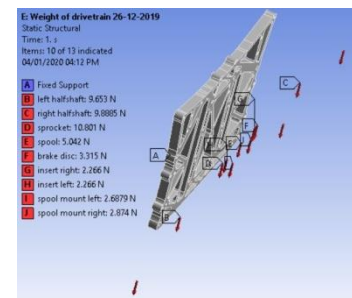 E: Weight of drivetrain 26-12-2019
Static Structural
Time: 1. s
Items: 10 of 13 indicated
04/01/2020 04:12 PM
A Fixed Support
B left halfshaft: 9.653 N
C right halfshaft: 9.8885 N
D sprocket: 10.801 N
E spool: 5.042 N
F brake disc: 3.315 N
G insert right: 2.266 N
H insert left: 2.266 N
I spool mount left: 2.6879 N
J spool mount right: 2.874 N
C
G
F
A
E
J
D
B